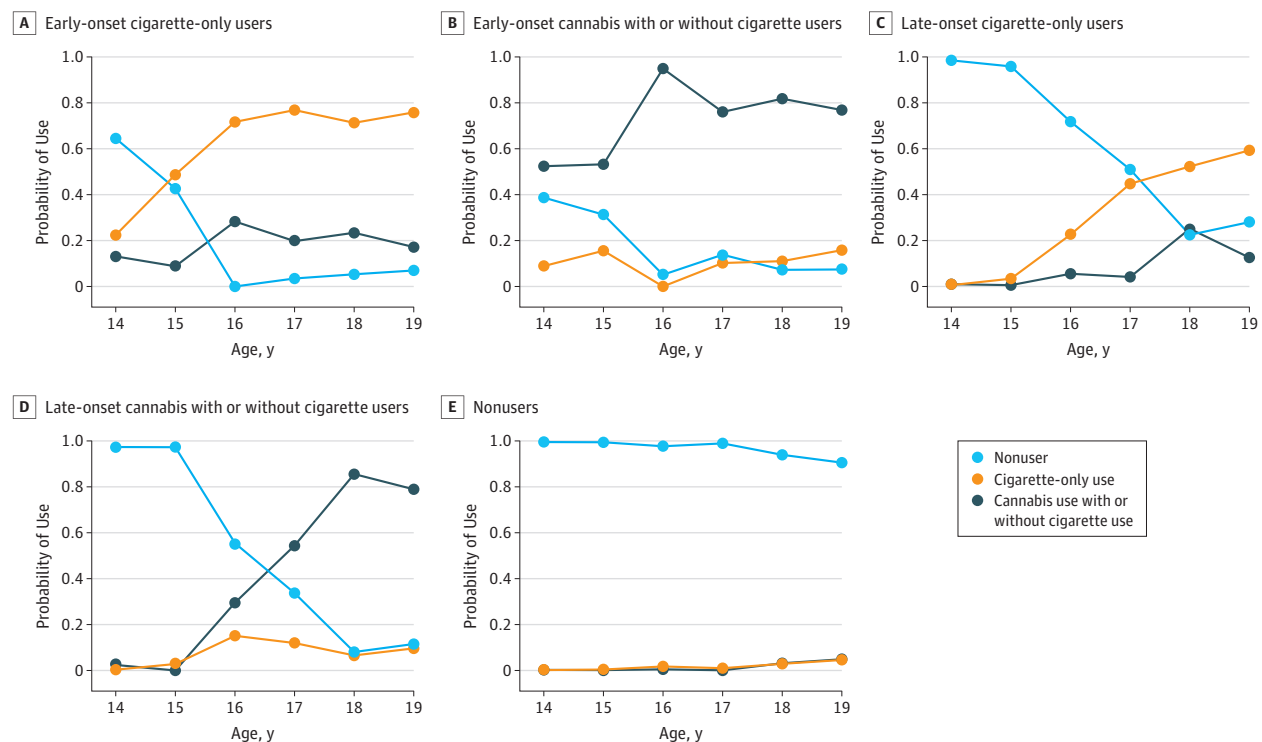 A Early-onset cigarette-only users
Probability of Use
1.0
0.8
0.6
0.4
0.2
0
14 15 16 17 18 19
Age, y
B Early-onset cannabis with or without cigarette users
Probability of Use
1.0
0.8
0.6
0.4
0.2
0
14 15 16 17 18 19
Age, y
C Late-onset cigarette-only users
Probability of Use
1.0
0.8
0.6
0.4
0.2
0
14 15 16 17 18 19
Age, y
D Late-onset cannabis with or without cigarette users
Probability of Use
1.0
0.8
0.6
0.4
0.2
0
14 15 16 17 18 19
Age, y
E Nonusers
Probability of Use
1.0
0.8
0.6
0.4
0.2
0
14 15 16 17 18 19
Age, y
Nonuser
Cigarette-only use
Cannabis use with or
without cigarette use